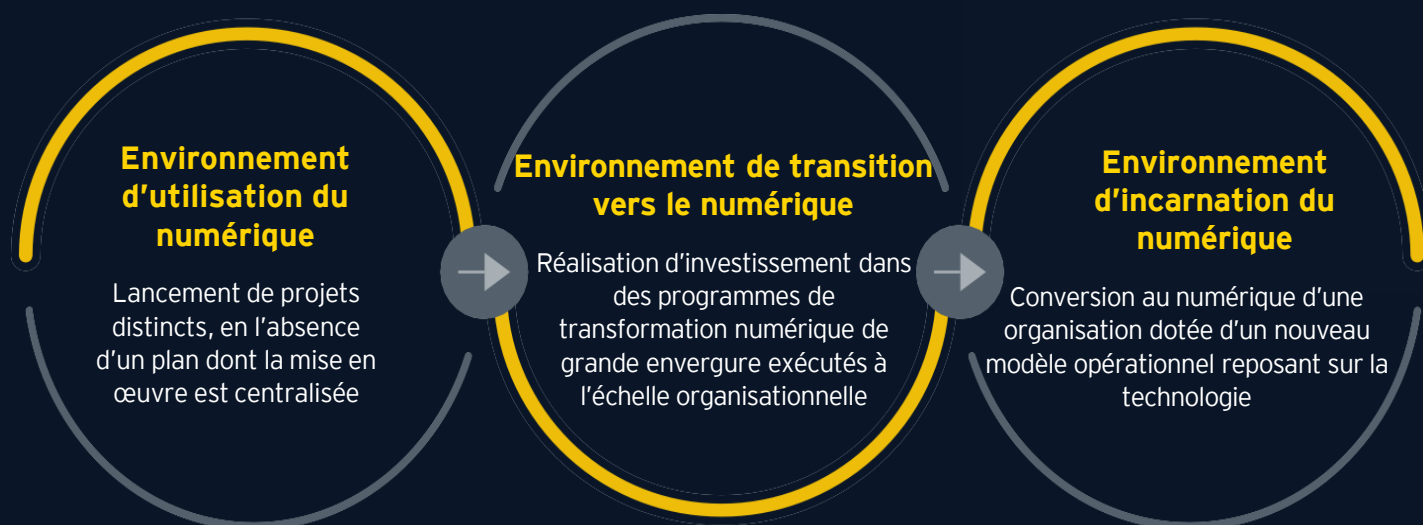 Environnement
d'utilisation du
numérique
Lancement de projets
distincts, en l'absence
d'un plan dont la mise en
œuvre est centralisée
Environnement de transition
vers le numérique
Réalisation d'investissement dans
des programmes de
transformation numérique de
grande envergure exécutés à
l'échelle organisationnelle
Environnement
d'incarnation du
numérique
Conversion au numérique d'une
organisation dotée d'un nouveau
modèle opérationnel reposant sur la
technologie